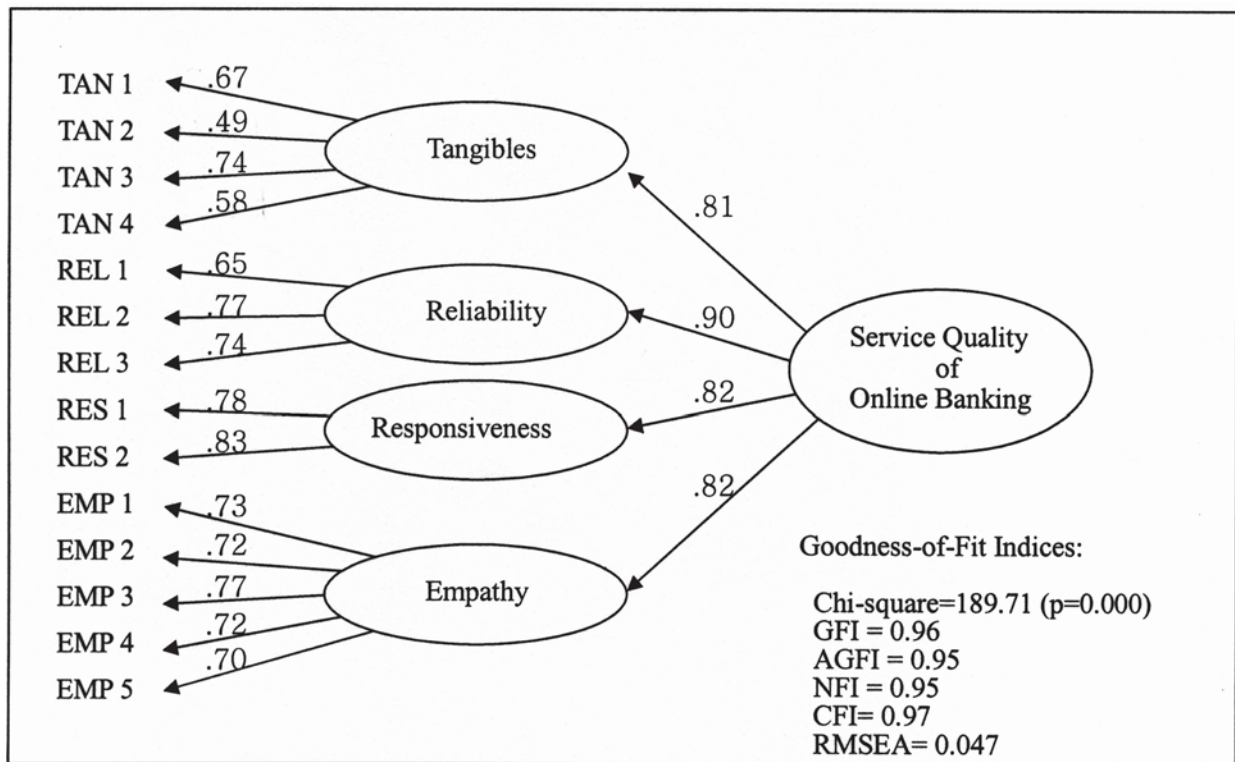 TAN 1
.67
TAN 2
.49
TAN 3
.74
TAN 4
.58
Tangibles
.81
REL 1
.65
REL 2
.77
REL 3
.74
Reliability
.90
RES 1
.78
RES 2
.83
Responsiveness
.82
EMP 1
.73
EMP 2
.72
EMP 3
.77
EMP 4
.72
EMP 5
.70
Empathy
.82
Service Quality
of
Online Banking
Goodness-of-Fit Indices:
Chi-square=189.71 (p=0.000)
GFI = 0.96
AGFI = 0.95
NFI = 0.95
CFI= 0.97
RMSEA= 0.047